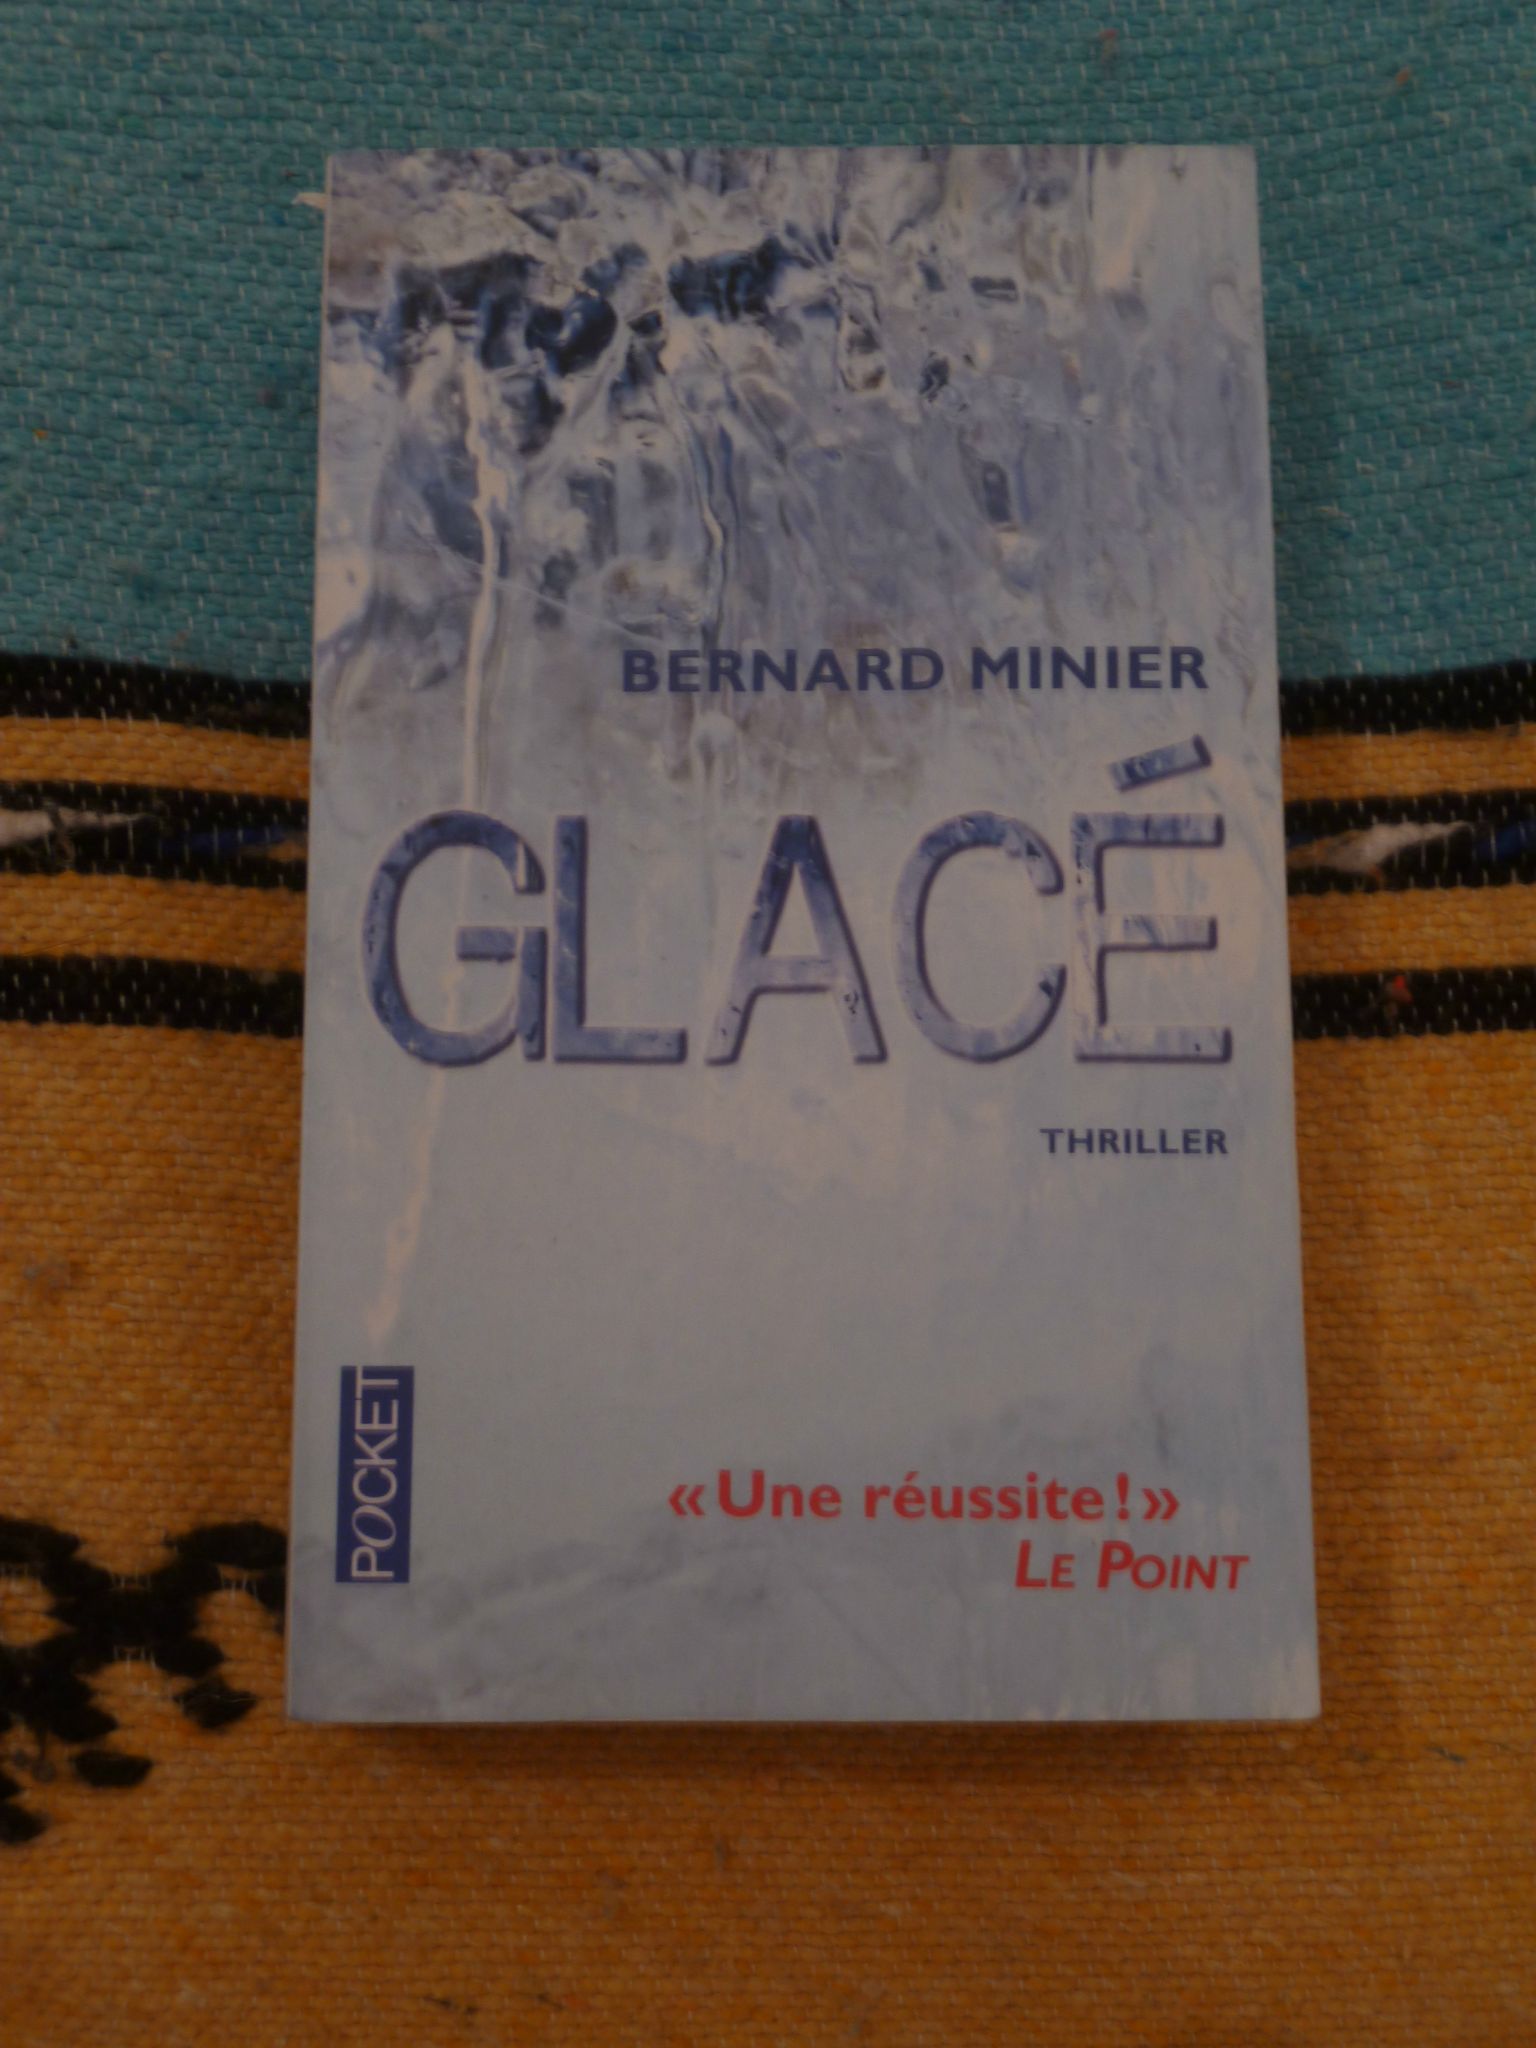 BERNARD MINIER
GLACÉ
THRILLER
POCKET
« Une réussite ! »
LE POINT